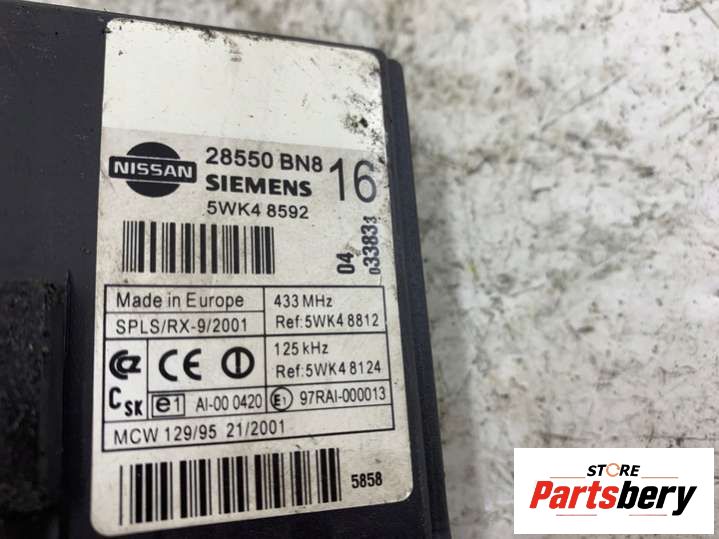 NISSAN
28550 BN8 16
SIEMENS
5WK4 8592
04
033831
Made in Europe
433 MHz
SPLS/RX-9/2001
Ref:5WK4 8812
CE
125 kHz
Ref:5WK4 8124
CSK
e1
AI-00 0420
E1
97RAI-000013
MCW 129/95 21/2001
5858
STORE
Partsbery